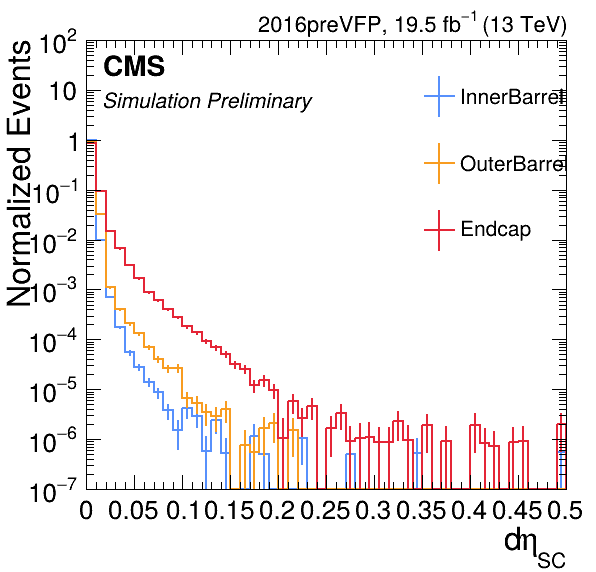 2016preVFP, 19.5 fb⁻¹ (13 TeV)
CMS
Simulation Preliminary
InnerBarrel
OuterBarrel
Endcap
Normalized Events
10²
10
1
10⁻¹
10⁻²
10⁻³
10⁻⁴
10⁻⁵
10⁻⁶
10⁻⁷
0 0.05 0.10 0.15 0.2 0.25 0.3 0.35 0.4 0.45 0.5
dη_SC